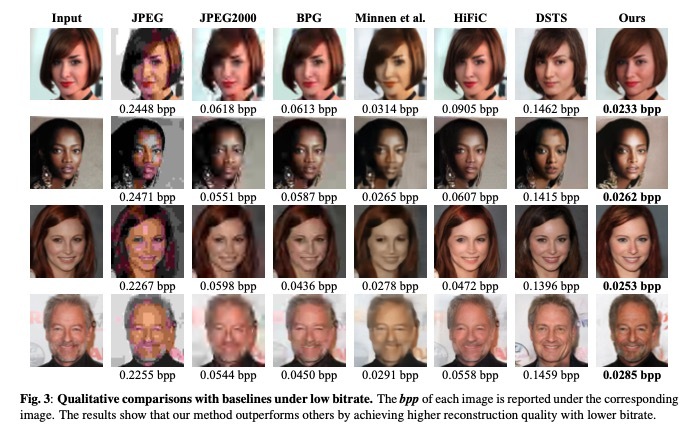 Input JPEG JPEG2000 BPG Minnen et al. HiFiC DSTS Ours
0.2448 bpp 0.0618 bpp 0.0613 bpp 0.0314 bpp 0.0905 bpp 0.1462 bpp 0.0233 bpp
0.2471 bpp 0.0551 bpp 0.0587 bpp 0.0265 bpp 0.0607 bpp 0.1415 bpp 0.0262 bpp
0.2267 bpp 0.0598 bpp 0.0436 bpp 0.0278 bpp 0.0472 bpp 0.1396 bpp 0.0253 bpp
0.2255 bpp 0.0544 bpp 0.0450 bpp 0.0291 bpp 0.0558 bpp 0.1459 bpp 0.0285 bpp
Fig. 3: Qualitative comparisons with baselines under low bitrate. The bpp of each image is reported under the corresponding
image. The results show that our method outperforms others by achieving higher reconstruction quality with lower bitrate.